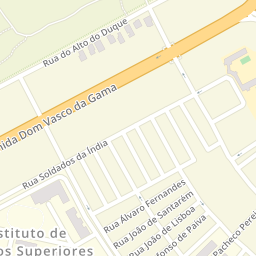 Rua do Alto do Duque
nida Dom Vasco da Gama
Rua Soldados da Índia
Rua Álvaro Fernandes
Rua João de Santarém
Rua João de Lisboa
fonso de Paiva
Pacheco Perei
stituto de
os Superiores